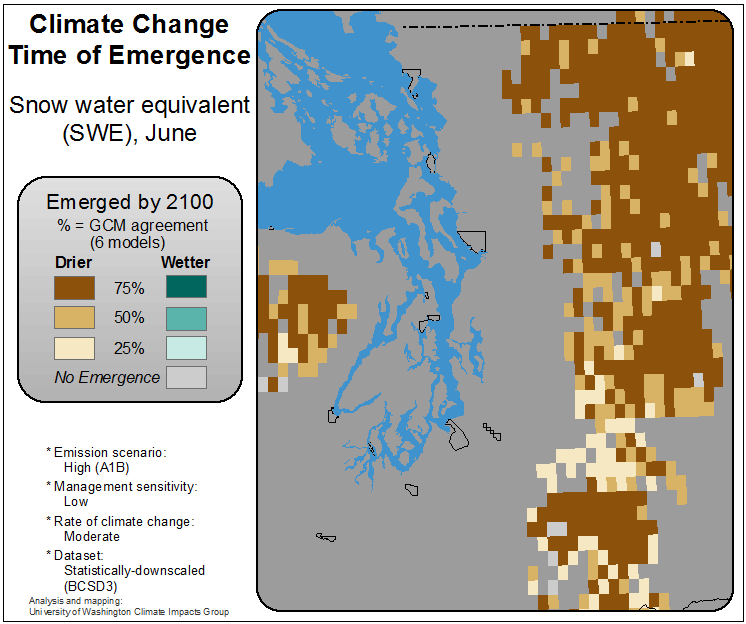 Climate Change
Time of Emergence
Snow water equivalent
(SWE), June
Emerged by 2100
% = GCM agreement
(6 models)
Drier Wetter
75%
50%
25%
No Emergence
* Emission scenario:
High (A1B)
* Management sensitivity:
Low
* Rate of climate change:
Moderate
* Dataset:
Statistically-downscaled
(BCSD3)
Analysis and mapping:
University of Washington Climate Impacts Group